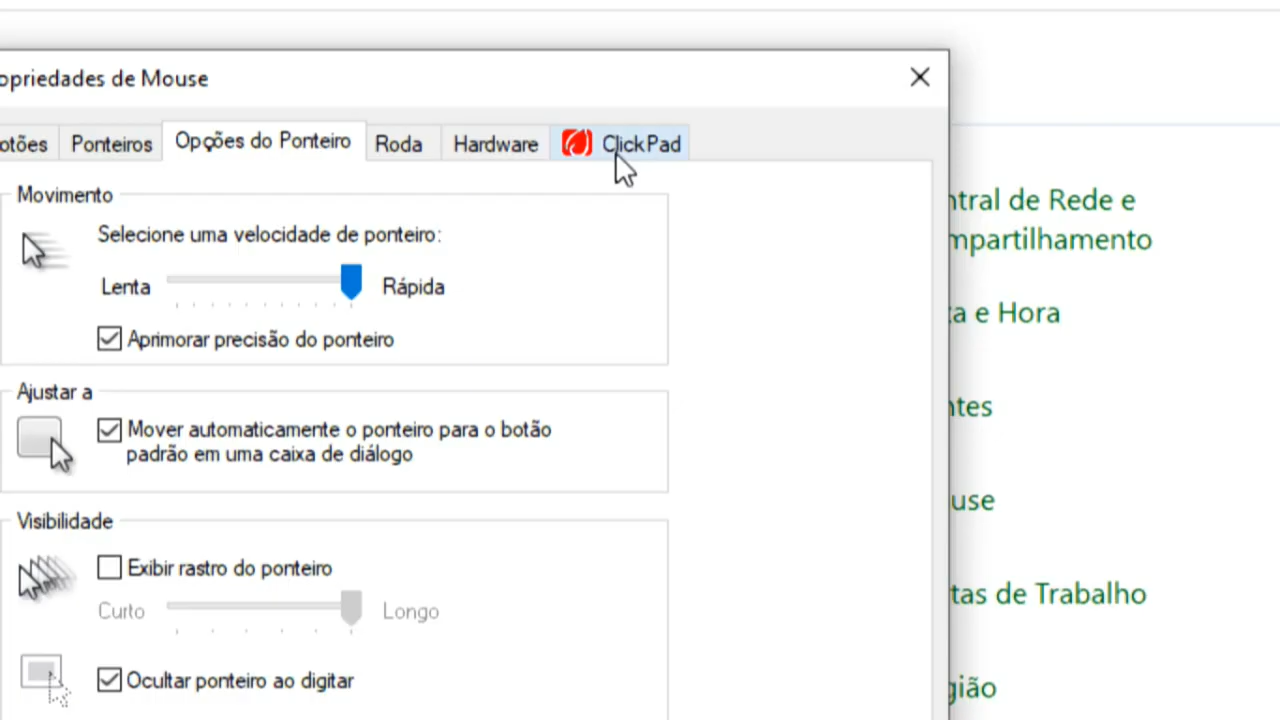 opriedades de Mouse
otões
Ponteiros
Opções do Ponteiro
Roda
Hardware
ClickPad
Movimento
Selecione uma velocidade de ponteiro:
Lenta
Rápida
Aprimorar precisão do ponteiro
Ajustar a
Mover automaticamente o ponteiro para o botão
padrão em uma caixa de diálogo
Visibilidade
Exibir rastro do ponteiro
Curto
Longo
Ocultar ponteiro ao digitar
ntral de Rede e
mpartilhamento
ta e Hora
ntes
use
tas de Trabalho
gião